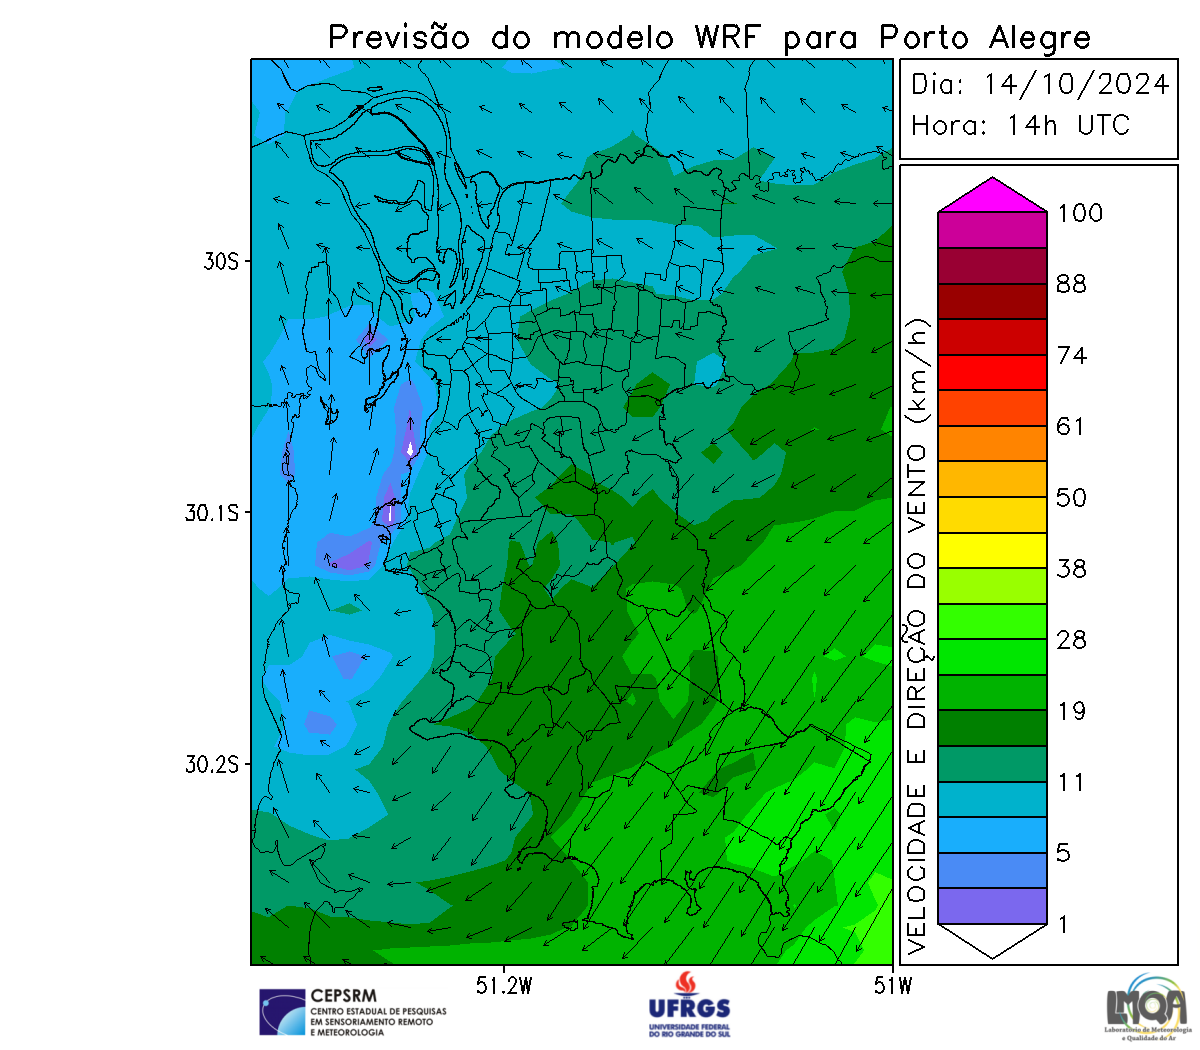 Previsão do modelo WRF para Porto Alegre
Dia: 14/10/2024
Hora: 14h UTC
30S
30.1S
30.2S
51.2W
51W
VELOCIDADE E DIREÇÃO DO VENTO (km/h)
100
88
74
61
50
38
28
19
11
5
1
CEPSRM
CENTRO ESTADUAL DE PESQUISAS
EM SENSORIAMENTO REMOTO
E METEOROLOGIA
UFRGS
UNIVERSIDADE FEDERAL
DO RIO GRANDE DO SUL
LMQA
Laboratório de Meteorologia
e Qualidade do Ar